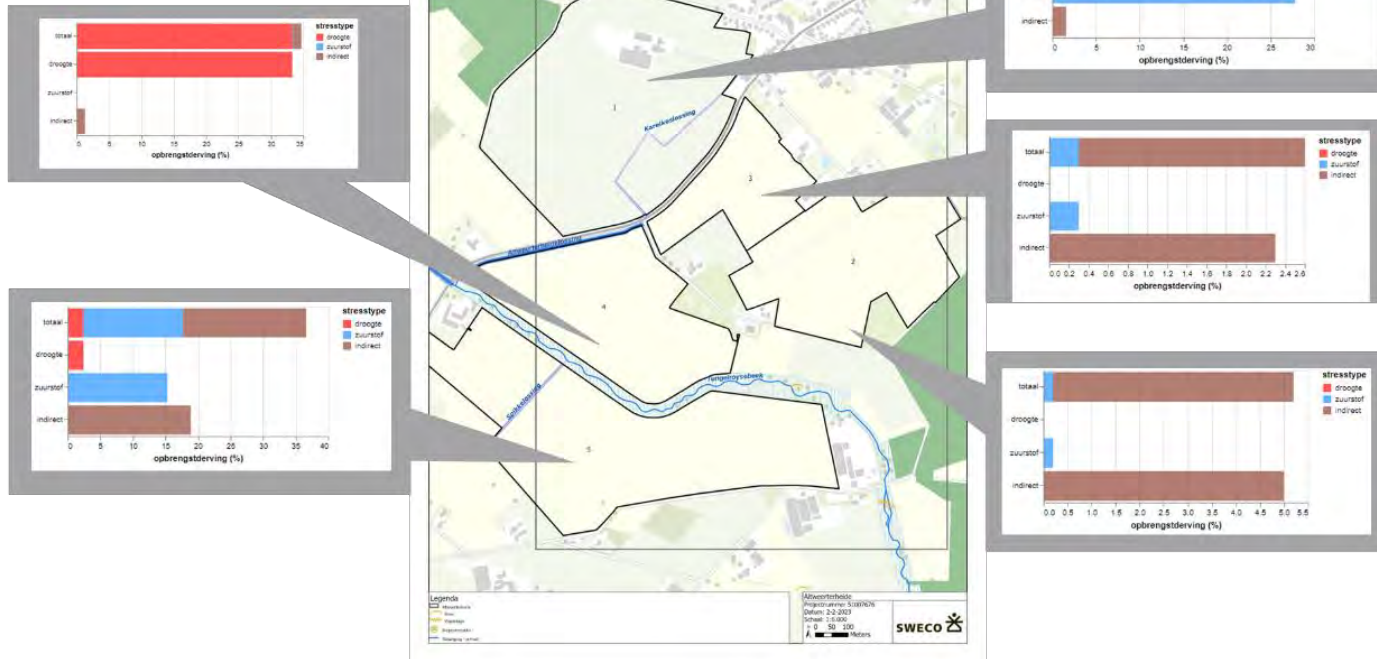 stresstype
droogte
zuurstof
indirect
totaal
droogte
zuurstof
indirect
0 5 10 15 20 25 30 35
opbrengstderving (%)
stresstype
droogte
zuurstof
indirect
totaal
droogte
zuurstof
indirect
0 5 10 15 20 25 30 35 40
opbrengstderving (%)
1
Kareikeslossing
3
2
4
Tungelroysebeek
5
Legenda
Altweerterheide
Projectnummer: 51007676
Datum: 2-2-2023
Schaal: 1:5.000
0 50 100
Meters
SWECO
indirect
0 5 10 15 20 25 30
opbrengstderving (%)
stresstype
droogte
zuurstof
indirect
totaal
droogte
zuurstof
indirect
0.0 0.2 0.4 0.6 0.8 1.0 1.2 1.4 1.6 1.8 2.0 2.2 2.4 2.6
opbrengstderving (%)
stresstype
droogte
zuurstof
indirect
totaal
droogte
zuurstof
indirect
0.0 0.5 1.0 1.5 2.0 2.5 3.0 3.5 4.0 4.5 5.0 5.5
opbrengstderving (%)